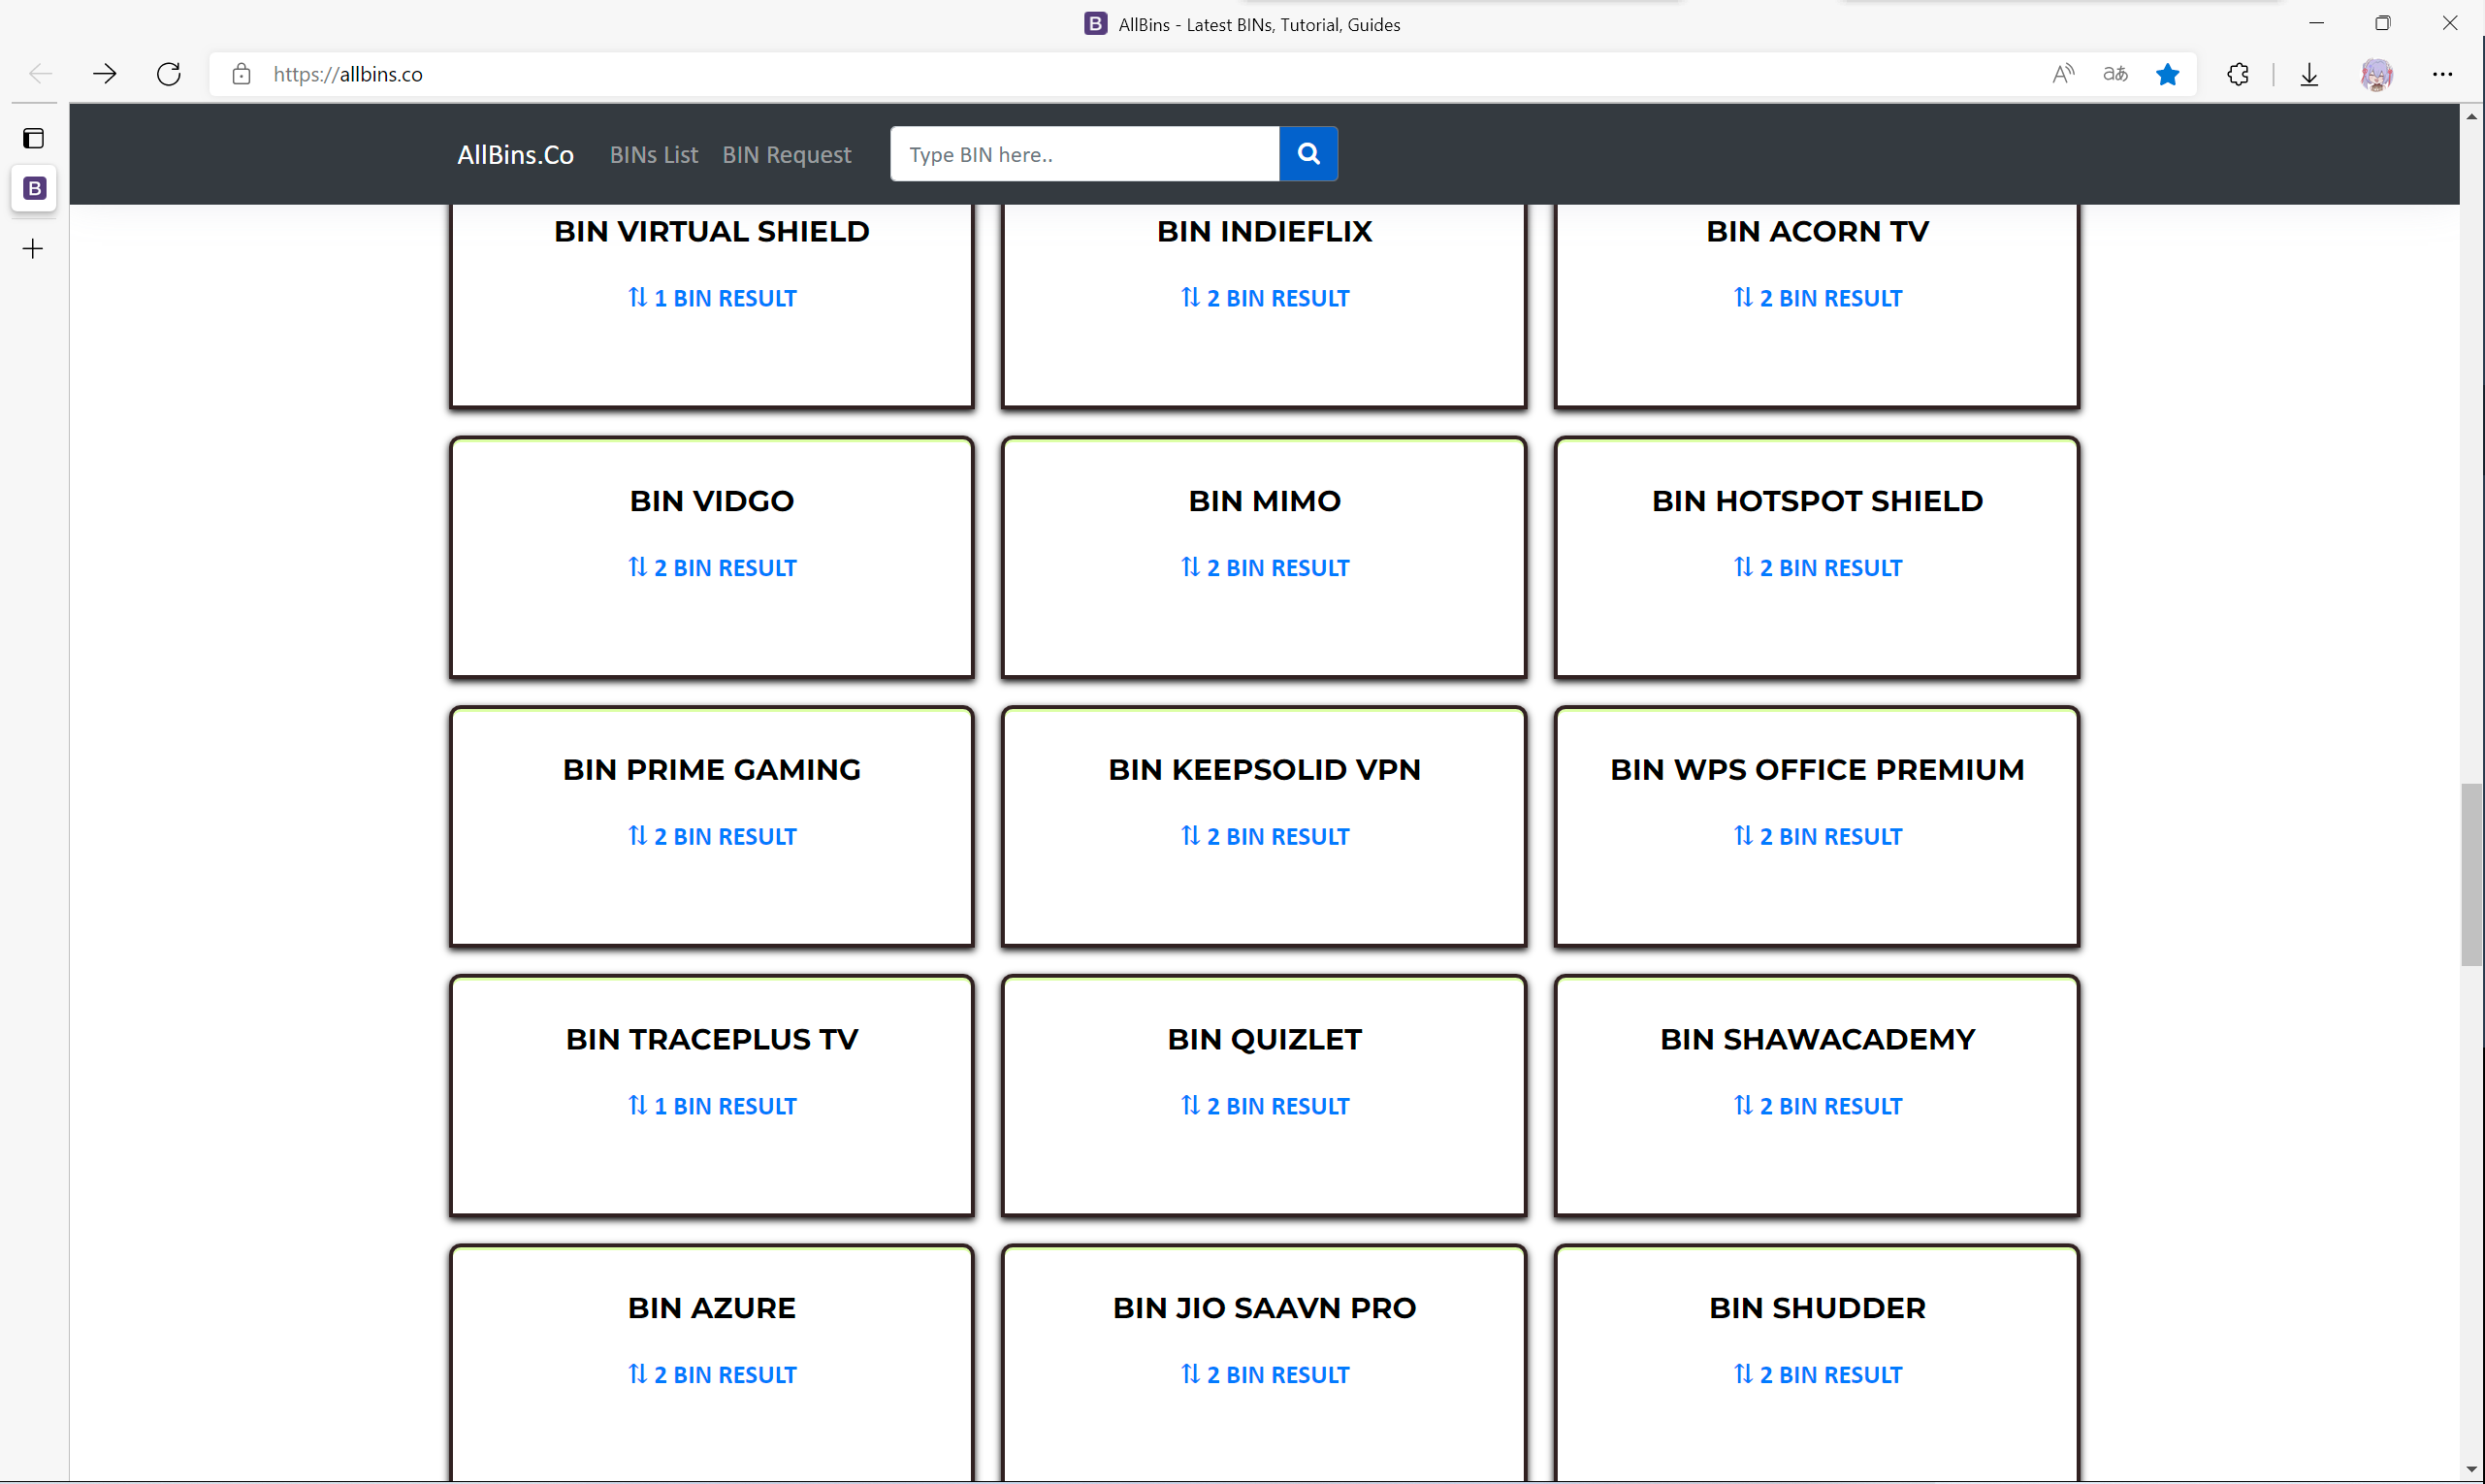 AllBins - Latest BINs, Tutorial, Guides
https://allbins.co
AllBins.Co BINs List BIN Request Type BIN here..
BIN VIRTUAL SHIELD BIN INDIEFLIX BIN ACORN TV
1 BIN RESULT 2 BIN RESULT 2 BIN RESULT
BIN VIDGO BIN MIMO BIN HOTSPOT SHIELD
2 BIN RESULT 2 BIN RESULT 2 BIN RESULT
BIN PRIME GAMING BIN KEEPSOLID VPN BIN WPS OFFICE PREMIUM
2 BIN RESULT 2 BIN RESULT 2 BIN RESULT
BIN TRACEPLUS TV BIN QUIZLET BIN SHAWACADEMY
1 BIN RESULT 2 BIN RESULT 2 BIN RESULT
BIN AZURE BIN JIO SAAVN PRO BIN SHUDDER
2 BIN RESULT 2 BIN RESULT 2 BIN RESULT